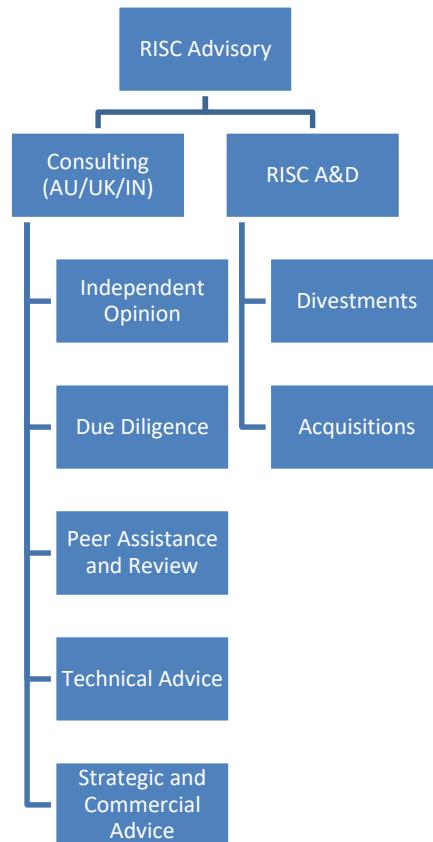 RISC Advisory
Consulting
(AU/UK/IN)
RISC A&D
Independent
Opinion
Divestments
Due Diligence
Acquisitions
Peer Assistance
and Review
Technical Advice
Strategic and
Commercial
Advice